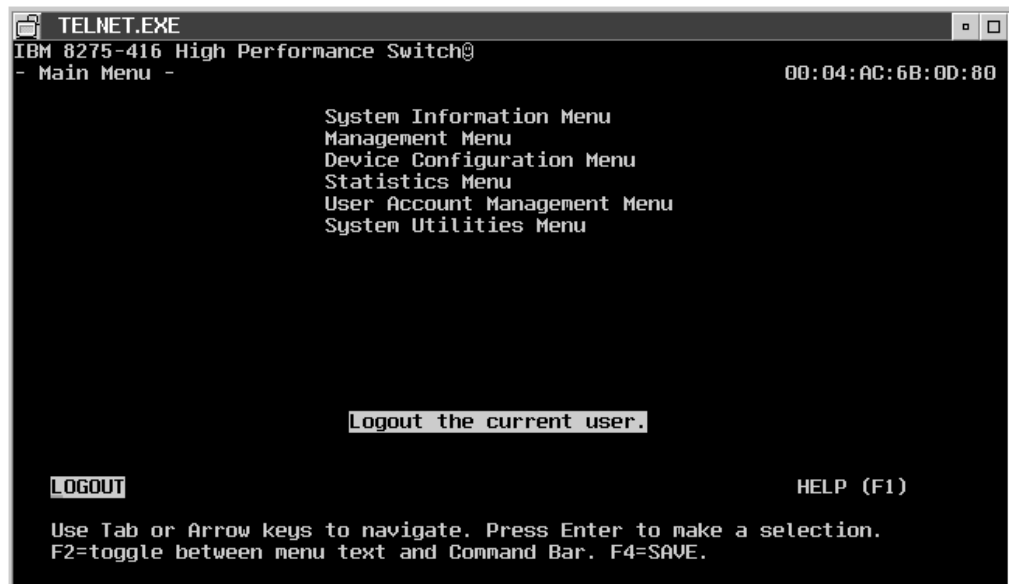 TELNET.EXE
IBM 8275-416 High Performance Switch
- Main Menu - 00:04:AC:6B:0D:80
System Information Menu
Management Menu
Device Configuration Menu
Statistics Menu
User Account Management Menu
System Utilities Menu
Logout the current user.
LOGOUT HELP (F1)
Use Tab or Arrow keys to navigate. Press Enter to make a selection.
F2=toggle between menu text and Command Bar. F4=SAVE.